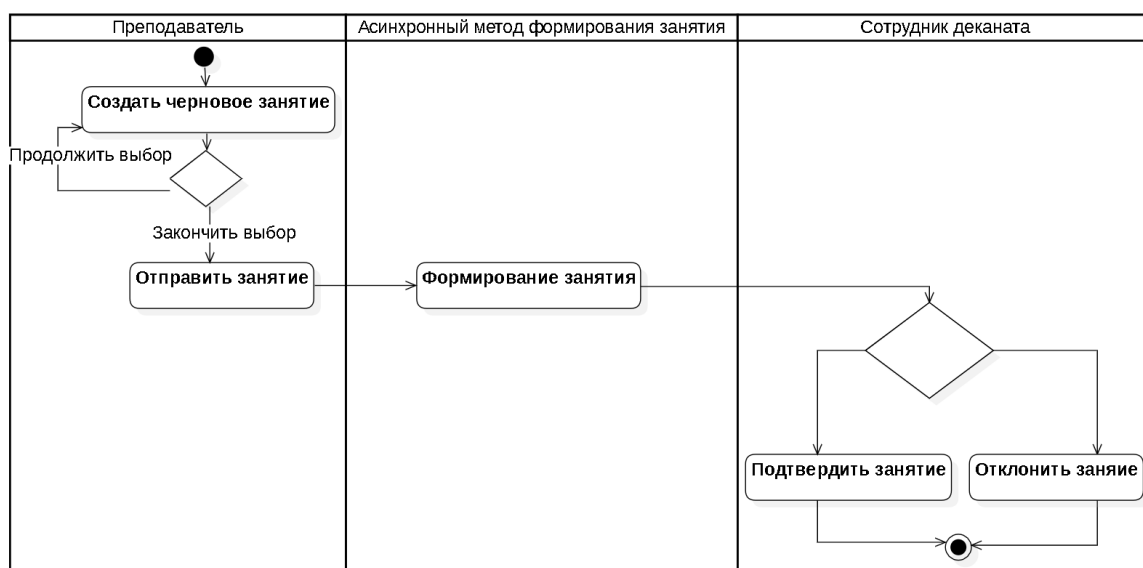 Преподаватель
Асинхронный метод формирования занятия
Сотрудник деканата
Создать черновое занятие
Продолжить выбор
Закончить выбор
Отправить занятие
Формирование занятия
Подтвердить занятие
Отклонить заняие